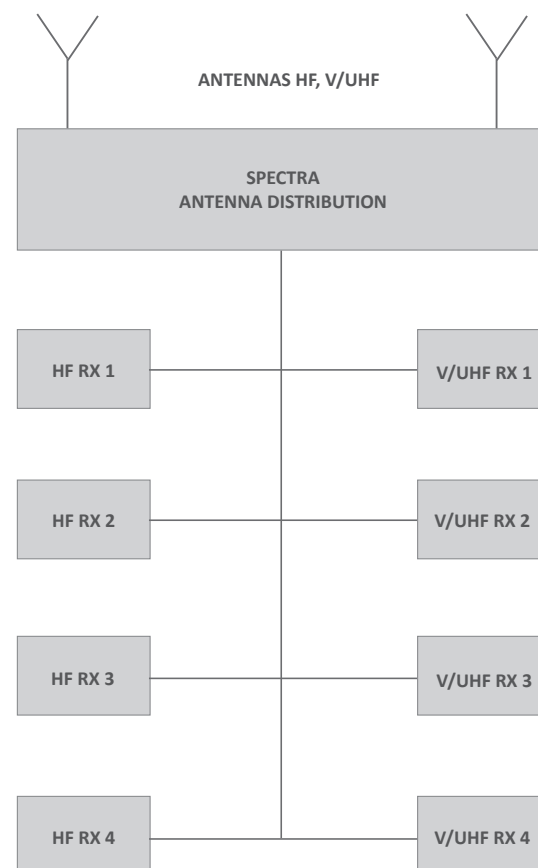 ANTENNAS HF, V/UHF
SPECTRA
ANTENNA DISTRIBUTION
HF RX 1
V/UHF RX 1
HF RX 2
V/UHF RX 2
HF RX 3
V/UHF RX 3
HF RX 4
V/UHF RX 4